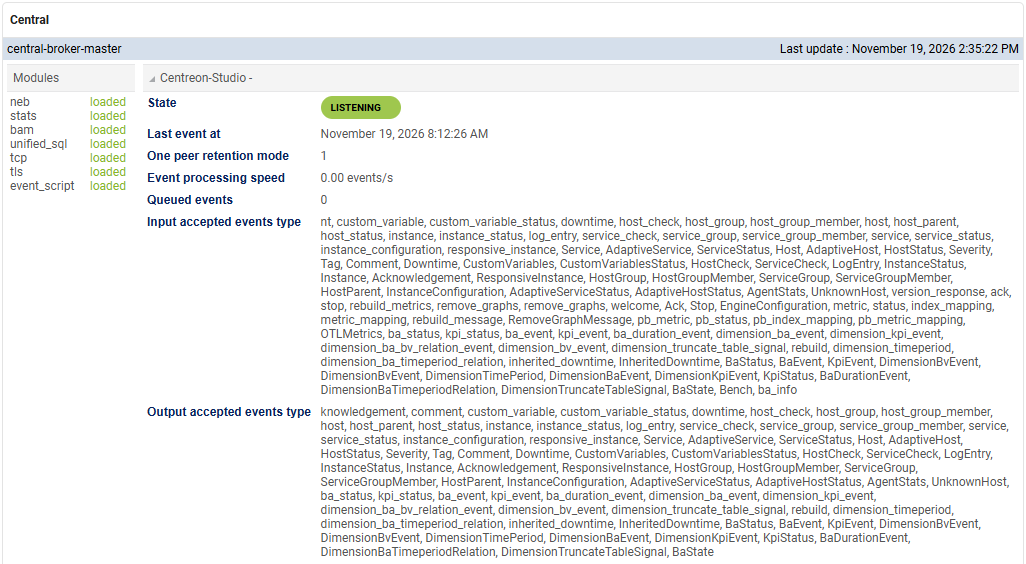 Central
central-broker-master Last update : November 19, 2026 2:35:22 PM
Modules
neb loaded
stats loaded
bam loaded
unified_sql loaded
tcp loaded
tls loaded
event_script loaded
Centreon-Studio -
State LISTENING
Last event at November 19, 2026 8:12:26 AM
One peer retention mode 1
Event processing speed 0.00 events/s
Queued events 0
Input accepted events type nt, custom_variable, custom_variable_status, downtime, host_check, host_group, host_group_member, host, host_parent,
host_status, instance, instance_status, log_entry, service_check, service_group, service_group_member, service, service_status,
instance_configuration, responsive_instance, Service, AdaptiveService, ServiceStatus, Host, AdaptiveHost, HostStatus, Severity,
Tag, Comment, Downtime, CustomVariables, CustomVariablesStatus, HostCheck, ServiceCheck, LogEntry, InstanceStatus,
Instance, Acknowledgement, ResponsiveInstance, HostGroup, HostGroupMember, ServiceGroup, ServiceGroupMember,
HostParent, InstanceConfiguration, AdaptiveServiceStatus, AdaptiveHostStatus, AgentStats, UnknownHost, version_response, ack,
stop, rebuild_metrics, remove_graphs, remove_graphs, welcome, Ack, Stop, EngineConfiguration, metric, status, index_mapping,
metric_mapping, rebuild_message, RemoveGraphMessage, pb_metric, pb_status, pb_index_mapping, pb_metric_mapping,
OTLMetrics, ba_status, kpi_status, ba_event, kpi_event, ba_duration_event, dimension_ba_event, dimension_kpi_event,
dimension_ba_bv_relation_event, dimension_bv_event, dimension_truncate_table_signal, rebuild, dimension_timeperiod,
dimension_ba_timeperiod_relation, inherited_downtime, InheritedDowntime, BaStatus, BaEvent, KpiEvent, DimensionBvEvent,
DimensionBvEvent, DimensionTimePeriod, DimensionBaEvent, DimensionKpiEvent, KpiStatus, BaDurationEvent,
DimensionBaTimeperiodRelation, DimensionTruncateTableSignal, BaState, Bench, ba_info
Output accepted events type knowledgement, comment, custom_variable, custom_variable_status, downtime, host_check, host_group, host_group_member,
host, host_parent, host_status, instance, instance_status, log_entry, service_check, service_group, service_group_member, service,
service_status, instance_configuration, responsive_instance, Service, AdaptiveService, ServiceStatus, Host, AdaptiveHost,
HostStatus, Severity, Tag, Comment, Downtime, CustomVariables, CustomVariablesStatus, HostCheck, ServiceCheck, LogEntry,
InstanceStatus, Instance, Acknowledgement, ResponsiveInstance, HostGroup, HostGroupMember, ServiceGroup,
ServiceGroupMember, HostParent, InstanceConfiguration, AdaptiveServiceStatus, AdaptiveHostStatus, AgentStats, UnknownHost,
ba_status, kpi_status, ba_event, kpi_event, ba_duration_event, dimension_ba_event, dimension_kpi_event,
dimension_ba_bv_relation_event, dimension_bv_event, dimension_truncate_table_signal, rebuild, dimension_timeperiod,
dimension_ba_timeperiod_relation, inherited_downtime, InheritedDowntime, BaStatus, BaEvent, KpiEvent, DimensionBvEvent,
DimensionBvEvent, DimensionTimePeriod, DimensionBaEvent, DimensionKpiEvent, KpiStatus, BaDurationEvent,
DimensionBaTimeperiodRelation, DimensionTruncateTableSignal, BaState